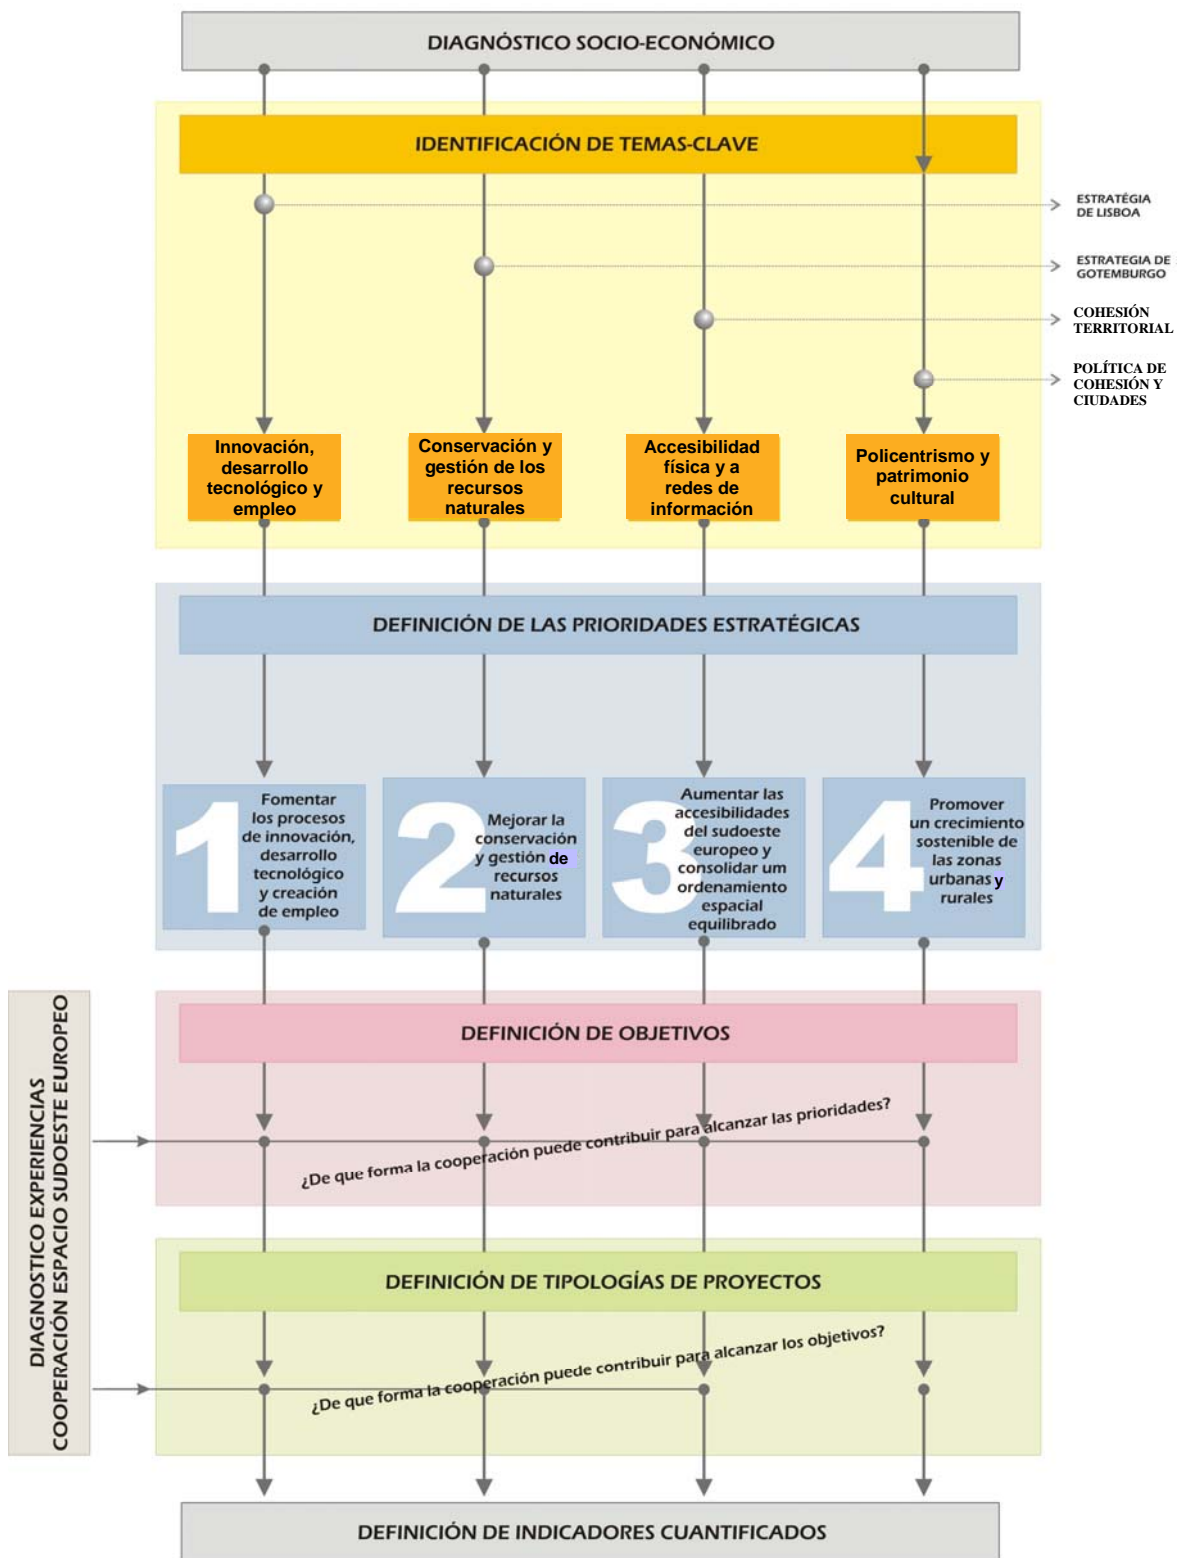 DIAGNÓSTICO SOCIO-ECONÓMICO
IDENTIFICACIÓN DE TEMAS-CLAVE
ESTRATÉGIA
DE LISBOA
ESTRATEGIA DE
GOTEMBURGO
COHESIÓN
TERRITORIAL
POLÍTICA DE
COHESIÓN Y
CIUDADES
Innovación,
desarrollo
tecnológico y
empleo
Conservación y
gestión de los
recursos
naturales
Accesibilidad
física y a
redes de
información
Policentrismo y
patrimonio
cultural
DEFINICIÓN DE LAS PRIORIDADES ESTRATÉGICAS
1
Fomentar
los procesos
de innovación,
desarrollo
tecnológico
y creación
de empleo
2
Mejorar la
conservación
y gestión de
recursos
naturales
3
Aumentar las
accesibilidades
del sudoeste
europeo y
consolidar um
ordenamiento
espacial
equilibrado
4
Promover
un crecimiento
sostenible de
las zonas
urbanas y
rurales
DIAGNOSTICO EXPERIENCIAS
COOPERACIÓN ESPACIO SUDOESTE EUROPEO
DEFINICIÓN DE OBJETIVOS
¿De que forma la cooperación puede contribuir para alcanzar las prioridades?
DEFINICIÓN DE TIPOLOGÍAS DE PROYECTOS
¿De que forma la cooperación puede contribuir para alcanzar los objetivos?
DEFINICIÓN DE INDICADORES CUANTIFICADOS